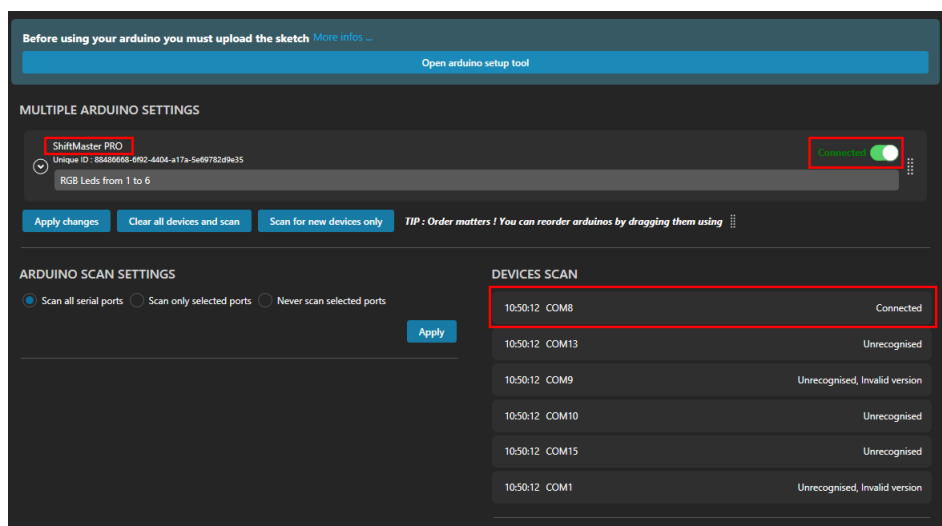 Before using your arduino you must upload the sketch More infos ...
Open arduino setup tool
MULTIPLE ARDUINO SETTINGS
ShiftMaster PRO
Unique ID : 88486668-6f92-4404-a17a-5e69782d9e35
Connected
RGB Leds from 1 to 6
Apply changes Clear all devices and scan Scan for new devices only TIP : Order matters ! You can reorder arduinos by dragging them using
ARDUINO SCAN SETTINGS
Scan all serial ports Scan only selected ports Never scan selected ports
Apply
DEVICES SCAN
10:50:12 COM8 Connected
10:50:12 COM13 Unrecognised
10:50:12 COM9 Unrecognised, Invalid version
10:50:12 COM10 Unrecognised
10:50:12 COM15 Unrecognised
10:50:12 COM1 Unrecognised, Invalid version